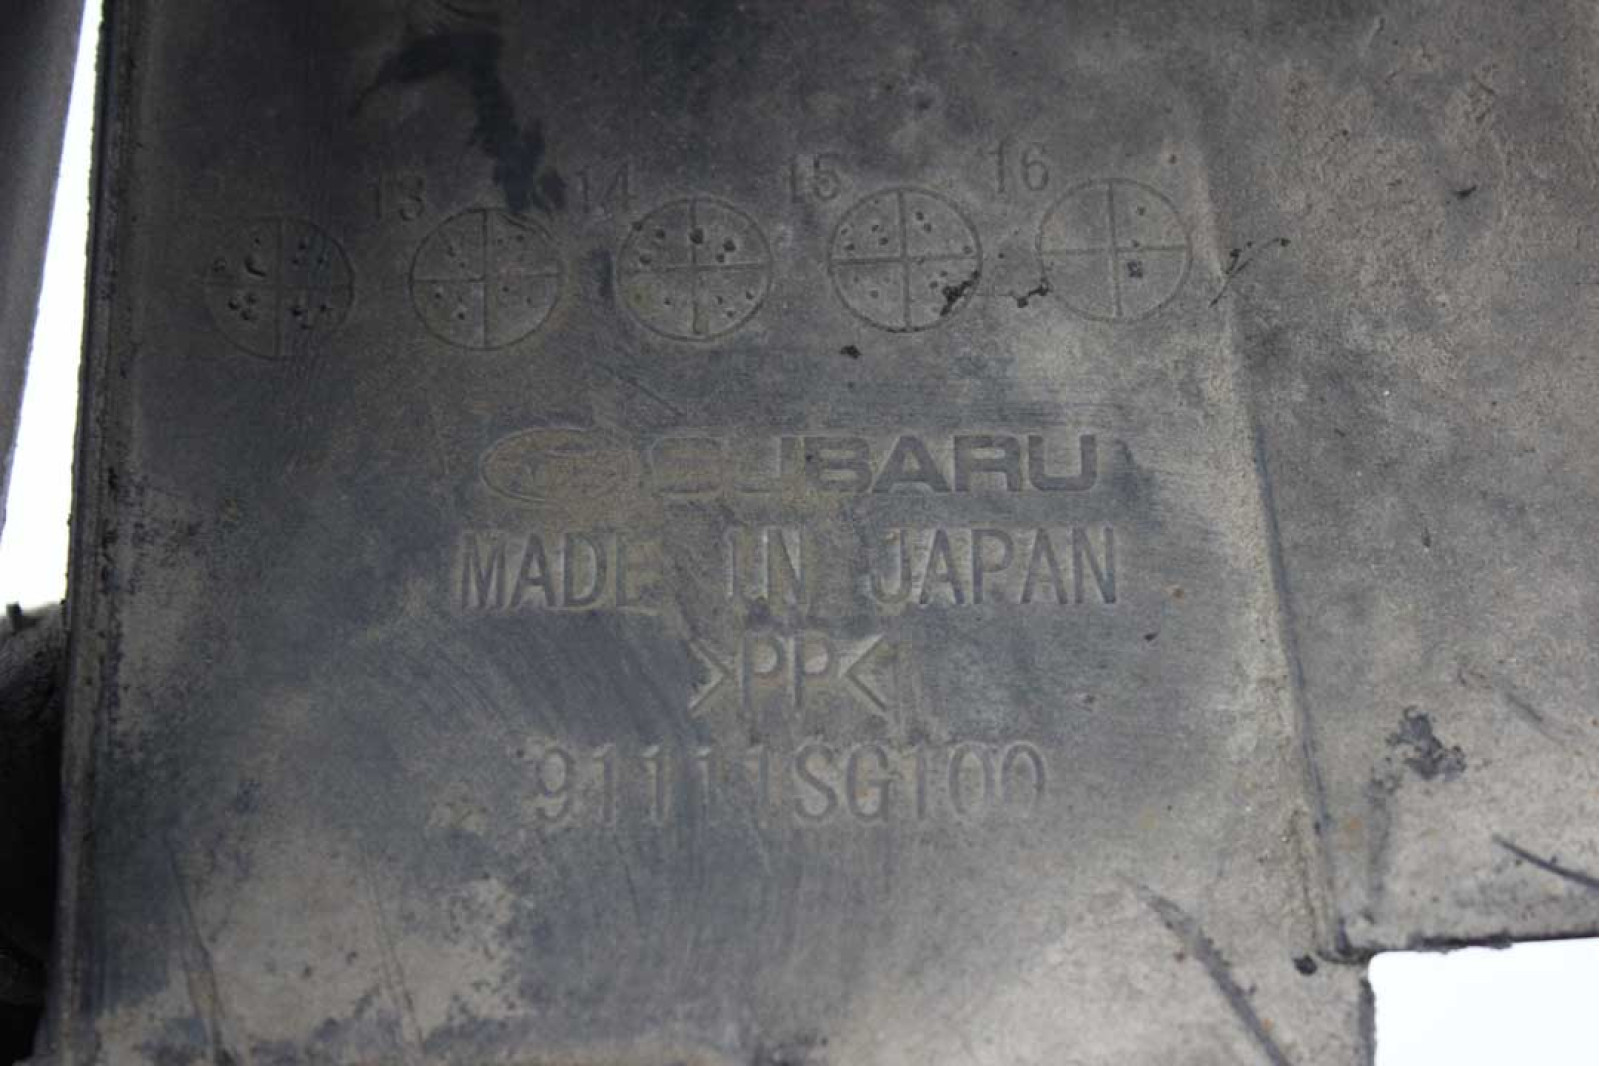 13 14 15 16
SUBARU
MADE IN JAPAN
>PP<
91111SG100